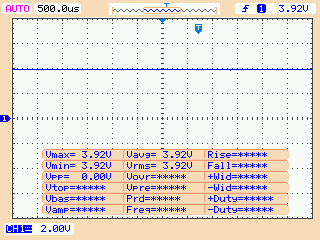 AUTO 500.0us T 1 3.92V
T
1
Vmax= 3.92V Vavg= 3.92V Rise=*****
Vmin= 3.92V Vrms= 3.92V Fall=*****
Vpp= 0.00V Vovr=***** +Wid=*****
Vtop=***** Vpre=***** -Wid=*****
Vbas=***** Prd=***** +Duty=*****
Vamp=***** Freq=***** -Duty=*****
CH1 2.00V